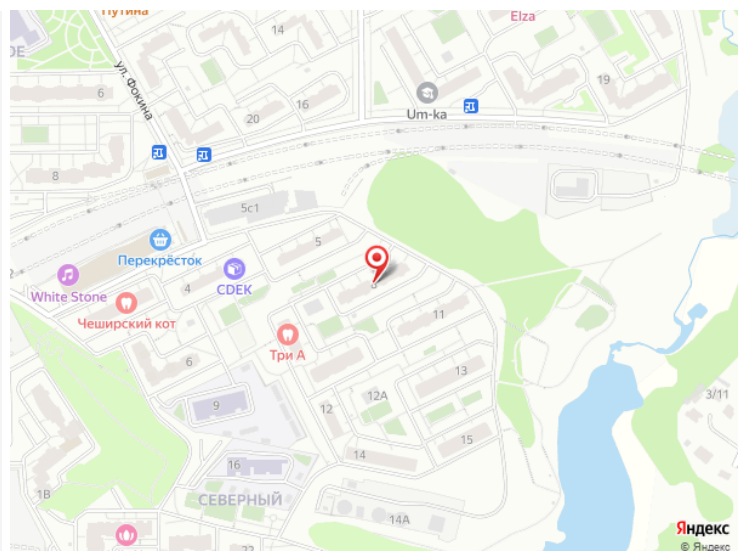 Путина
Elza
ОЕ
ул. Фокина
6
20
16
19
Um-ka
8
5с1
5
Перекрёсток
CDEK
4
White Stone
Чеширский кот
11
Три А
6
13
3/11
9
12А
12
15
14
16
1В
СЕВЕРНЫЙ
14А
22
Яндекс
© Яндекс